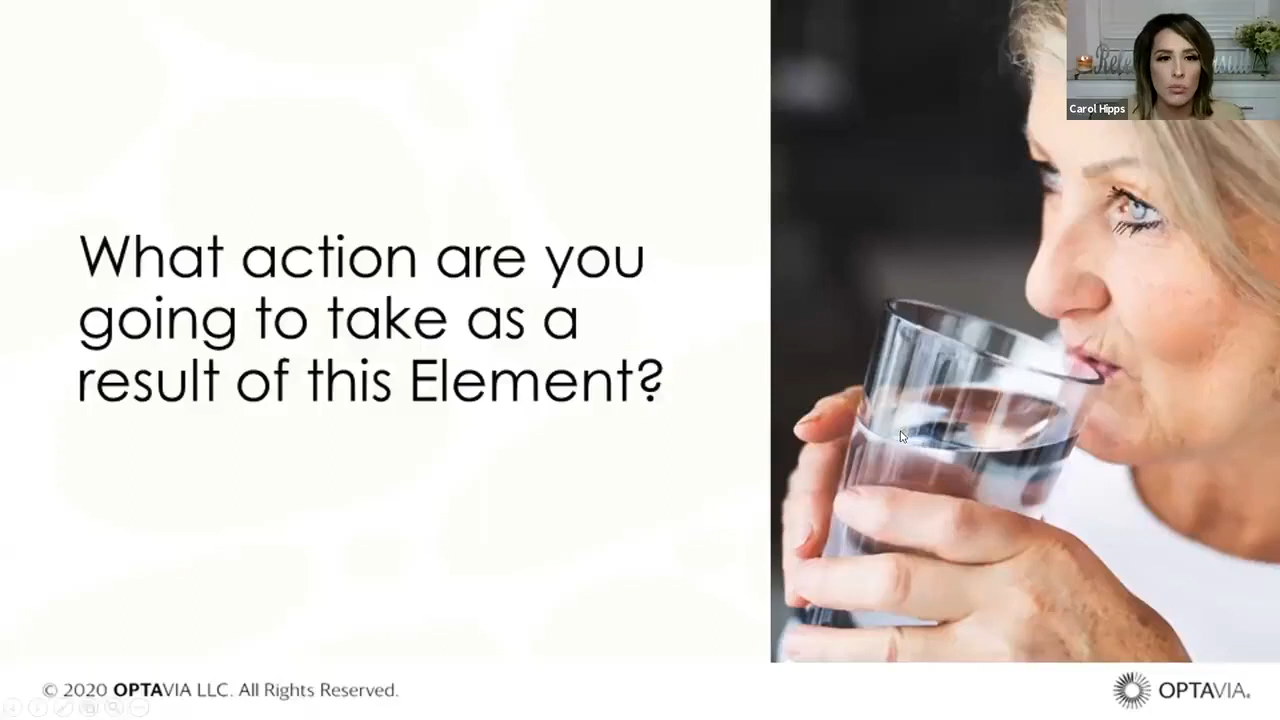 Carol Hipps
What action are you
going to take as a
result of this Element?
© 2020 OPTAVIA LLC. All Rights Reserved.
OPTAVIA®